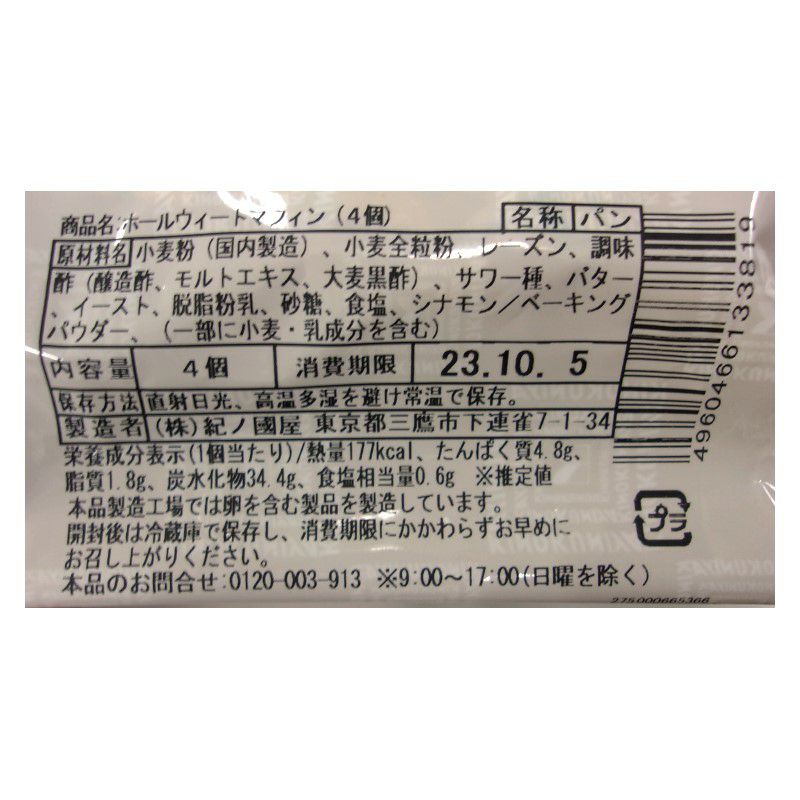 商品名:ホールウィートマフィン(4個) 名称 パン
原材料名 小麦粉(国内製造)、小麦全粒粉、レーズン、調味
酢(醸造酢、モルトエキス、大麦黒酢)、サワー種、バター
、イースト、脱脂粉乳、砂糖、食塩、シナモン/ベーキング
パウダー、(一部に小麦・乳成分を含む)
内容量 4個 消費期限 23.10. 5
保存方法 直射日光、高温多湿を避け常温で保存。
製造者 (株)紀ノ國屋 東京都三鷹市下連雀7-1-34
栄養成分表示(1個当たり)/熱量177kcal、たんぱく質4.8g、
脂質1.8g、炭水化物34.4g、食塩相当量0.6g ※推定値
本品製造工場では卵を含む製品を製造しています。
開封後は冷蔵庫で保存し、消費期限にかかわらずお早めに
お召し上がりください。
本品のお問合せ:0120-003-913 ※9:00~17:00(日曜を除く)
4960466133819
プラ
275000665366